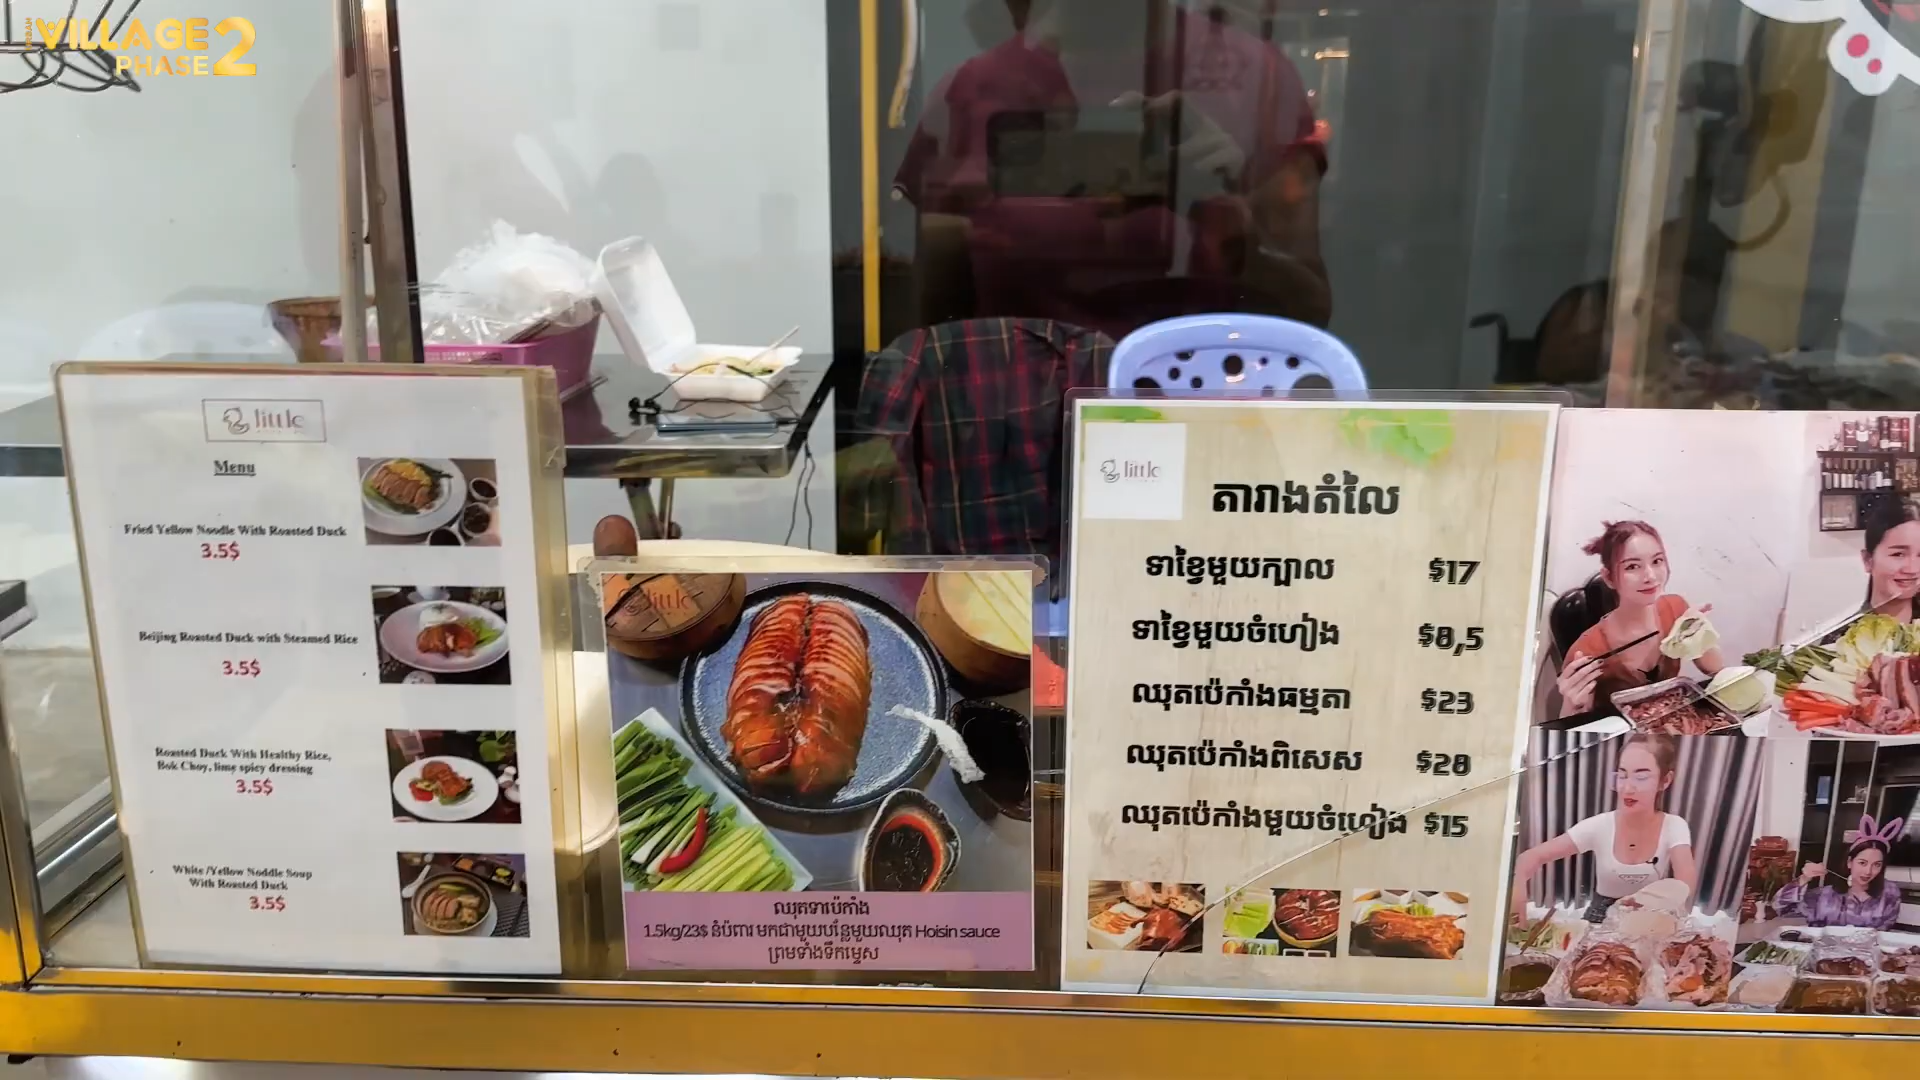 VILLAGE 2
PHASE
little
Menu
Fried Yellow Noodle With Roasted Duck
3.5$
Beijing Roasted Duck with Steamed Rice
3.5$
Roasted Duck With Healthy Rice,
Bok Choy, lime spicy dressing
3.5$
White /Yellow Noddle Soup
With Roasted Duck
3.5$
little
ឈុតទាប៉េកាំង
1.5kg/23$ នំប៉ពារ មកជាមួយបន្លែមួយឈុត Hoisin sauce
ព្រមទាំងទឹកម្ទេស
little
តារាងតំលៃ
ទាខ្វៃមួយក្បាល $17
ទាខ្វៃមួយចំហៀង $8,5
ឈុតប៉េកាំងធម្មតា $23
ឈុតប៉េកាំងពិសេស $28
ឈុតប៉េកាំងមួយចំហៀង $15